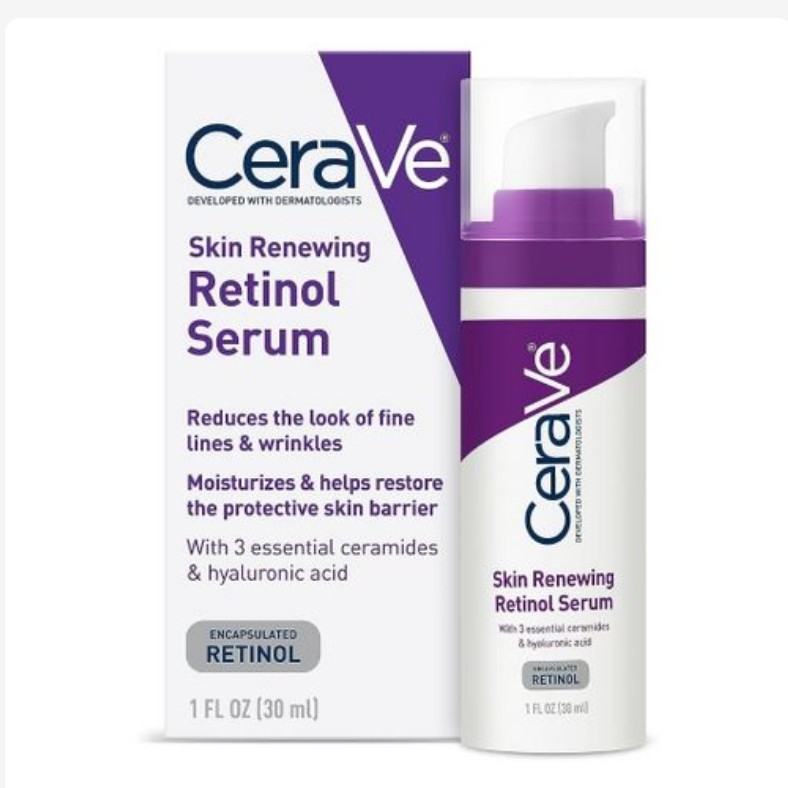 CeraVe®
DEVELOPED WITH DERMATOLOGISTS
Skin Renewing
Retinol
Serum
Reduces the look of fine
lines & wrinkles
Moisturizes & helps restore
the protective skin barrier
With 3 essential ceramides
& hyaluronic acid
ENCAPSULATED
RETINOL
1 FL OZ (30 ml)
CeraVe®
DEVELOPED WITH DERMATOLOGISTS
Skin Renewing
Retinol Serum
With 3 essential ceramides
& hyaluronic acid
ENCAPSULATED
RETINOL
1 FL OZ (30 ml)